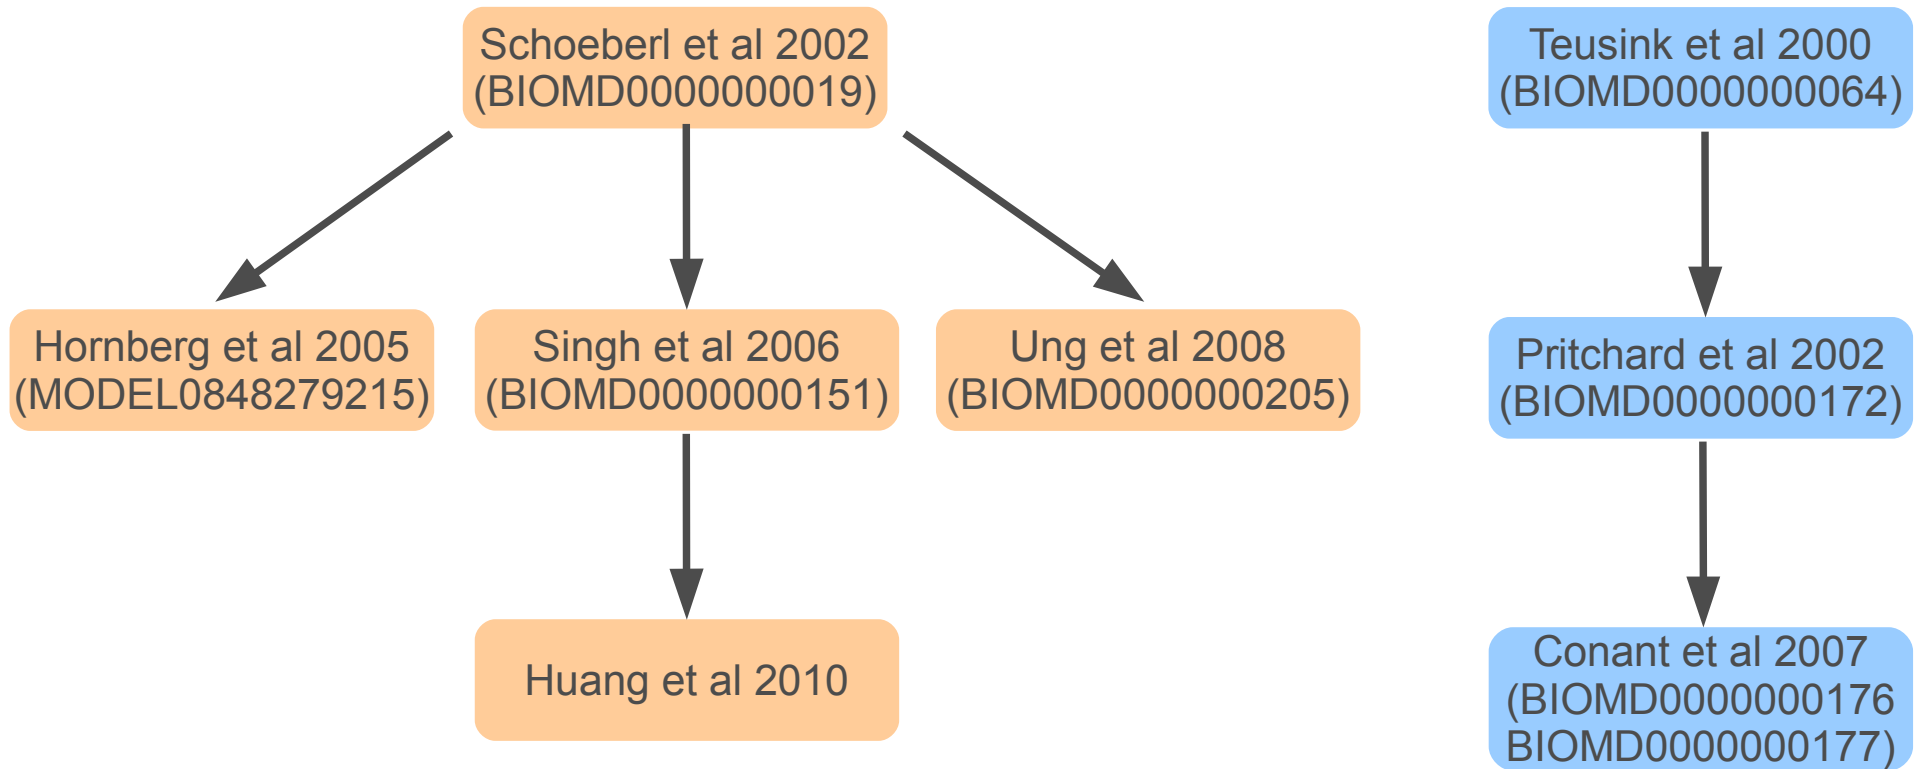 Schoeberl et al 2002
(BIOMD0000000019)
Teusink et al 2000
(BIOMD0000000064)
Hornberg et al 2005
(MODEL0848279215)
Singh et al 2006
(BIOMD0000000151)
Ung et al 2008
(BIOMD0000000205)
Pritchard et al 2002
(BIOMD0000000172)
Huang et al 2010
Conant et al 2007
(BIOMD0000000176
BIOMD0000000177)